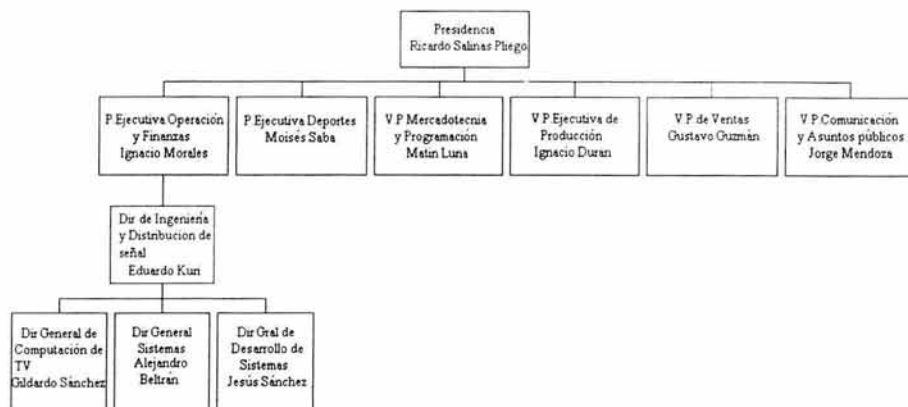 Presidencia
Ricardo Salinas Pliego
P.Ejecutiva Operación
y Finanzas
Ignacio Morales
P.Ejecutiva Deportes
Moisés Saba
V.P Mercadotecnia
y Programación
Matin Luna
V.P.Ejecutiva de
Producción
Ignacio Duran
V.P de Ventas
Gustavo Guzmán
V.P Comunicación
y Asuntos públicos
Jorge Mendoza
Dir de Ingeniería
y Distribucion de
señal
Eduardo Kuri
Dir General de
Computación de
TV
Gildardo Sánchez
Dir General
Sistemas
Alejandro
Beltrán
Dir Gral de
Desarrollo de
Sistemas
Jesús Sánchez